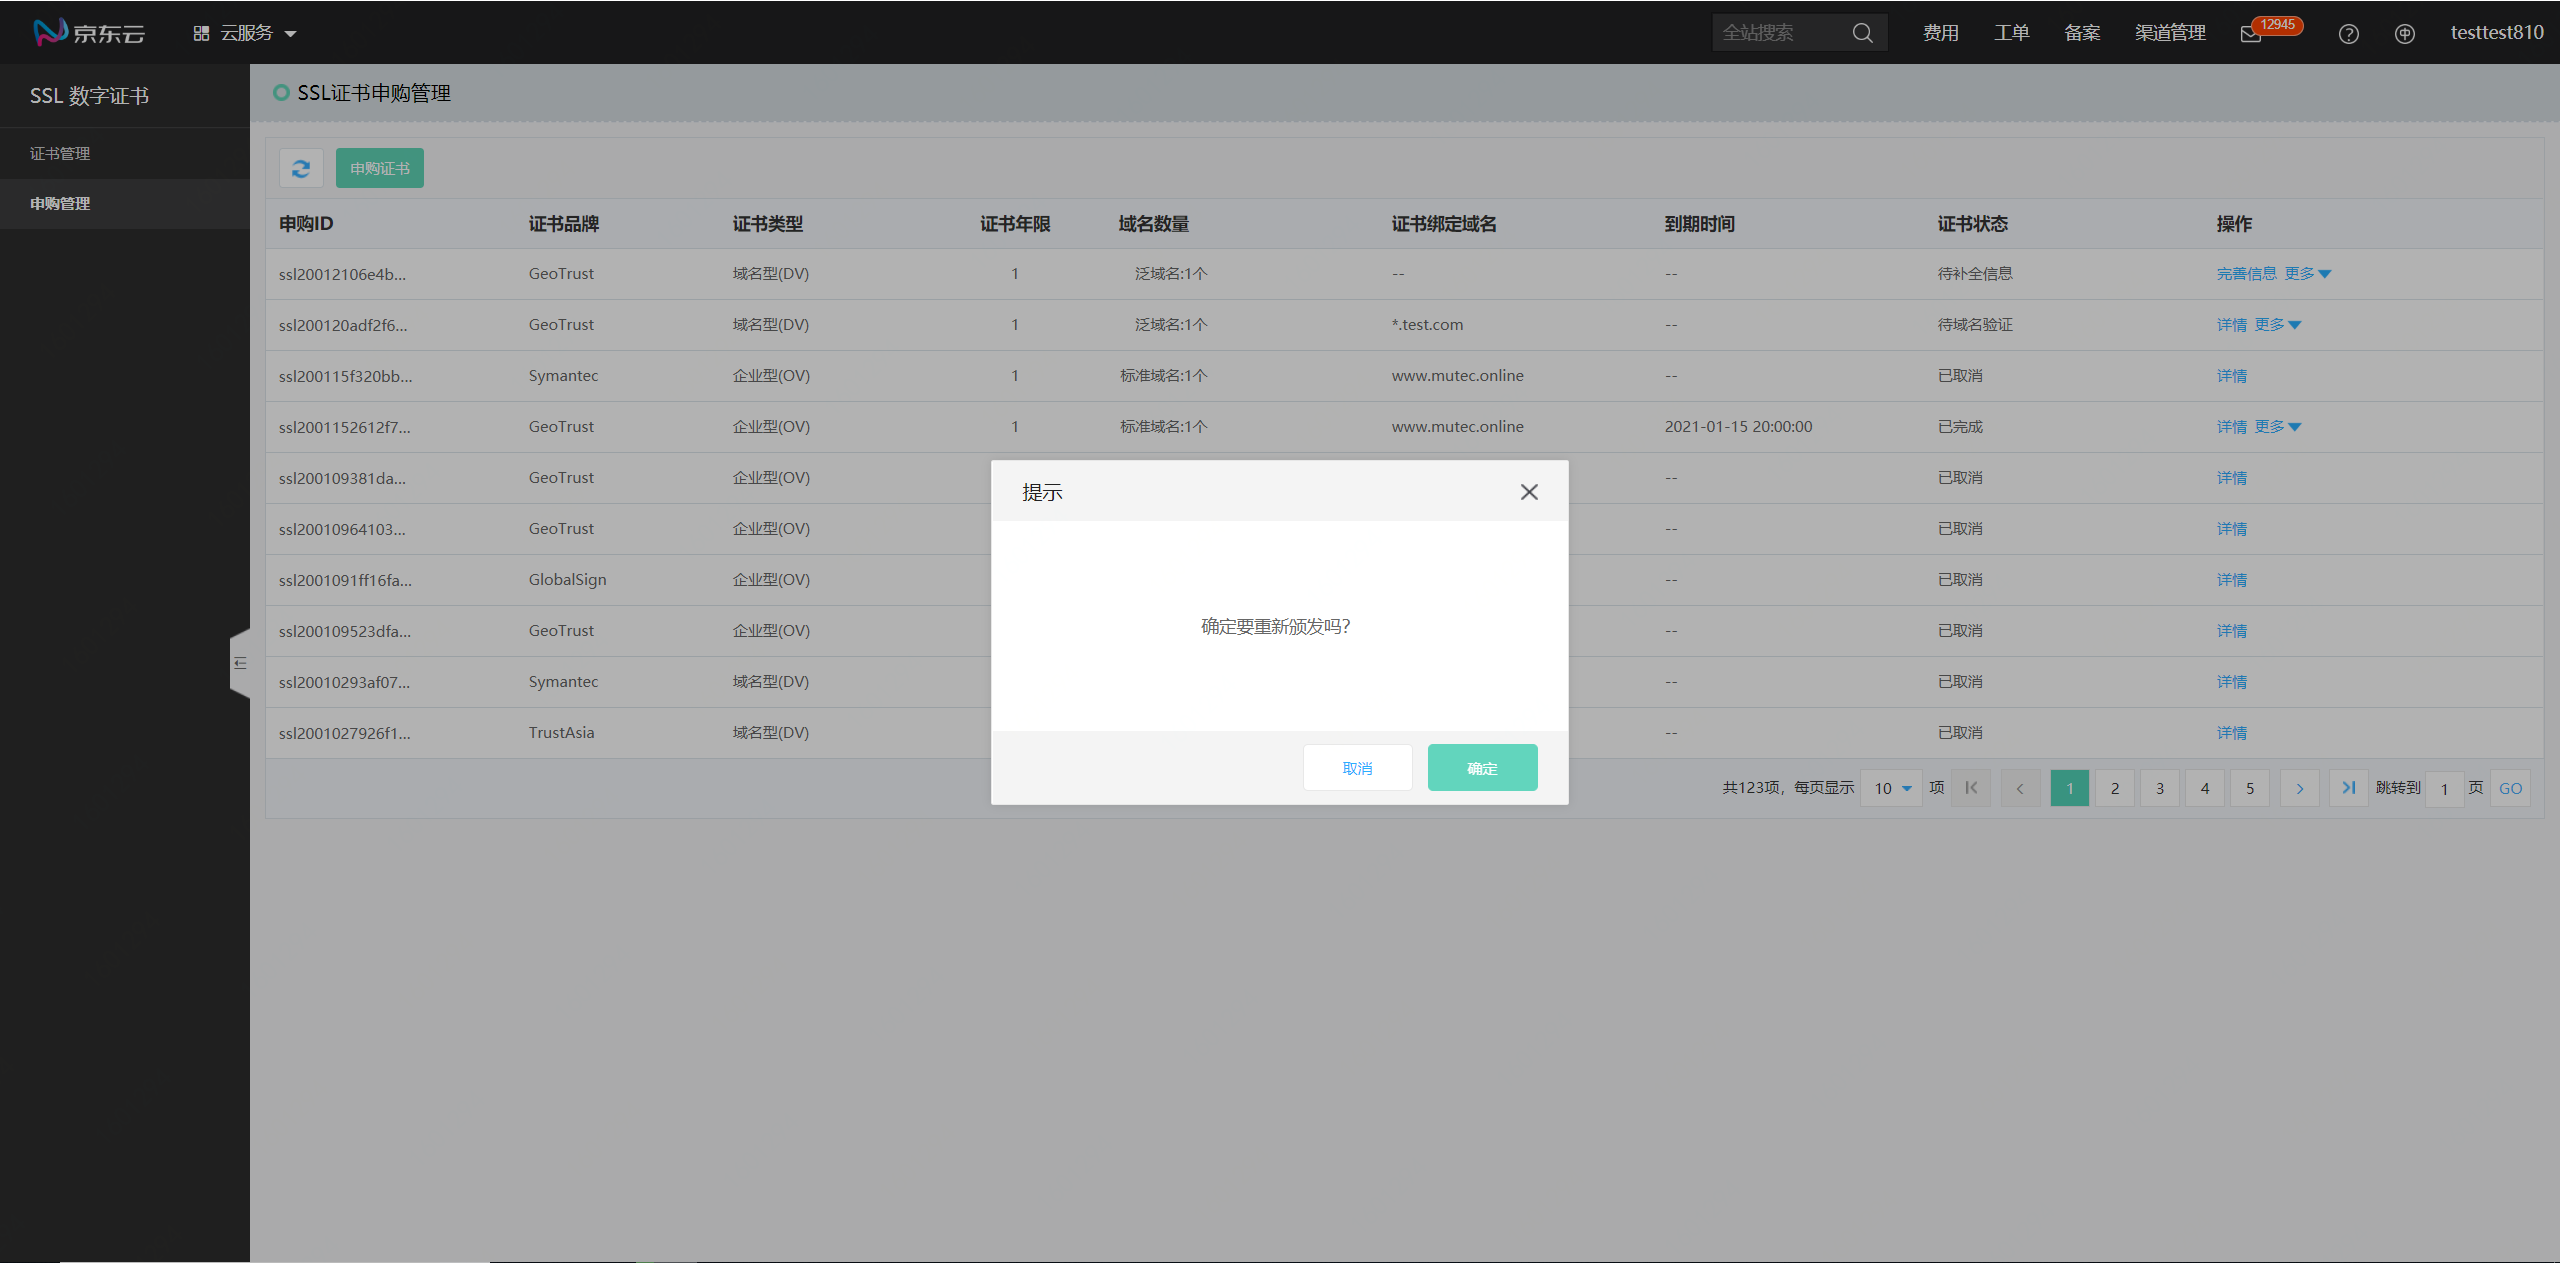 京东云 云服务 全站搜索 费用 工单 备案 渠道管理 12945 testtest810
SSL 数字证书
证书管理
申购管理
SSL证书申购管理
申购证书
申购ID 证书品牌 证书类型 证书年限 域名数量 证书绑定域名 到期时间 证书状态 操作
ssl20012106e4b... GeoTrust 域名型(DV) 1 泛域名:1个 -- -- 待补全信息 完善信息 更多
ssl200120adf2f6... GeoTrust 域名型(DV) 1 泛域名:1个 *.test.com -- 待域名验证 详情 更多
ssl200115f320bb... Symantec 企业型(OV) 1 标准域名:1个 www.mutec.online -- 已取消 详情
ssl2001152612f7... GeoTrust 企业型(OV) 1 标准域名:1个 www.mutec.online 2021-01-15 20:00:00 已完成 详情 更多
ssl200109381da... GeoTrust 企业型(OV) -- 已取消 详情
ssl20010964103... GeoTrust 企业型(OV) -- 已取消 详情
ssl2001091ff16fa... GlobalSign 企业型(OV) -- 已取消 详情
ssl200109523dfa... GeoTrust 企业型(OV) -- 已取消 详情
ssl20010293af07... Symantec 域名型(DV) -- 已取消 详情
ssl2001027926f1... TrustAsia 域名型(DV) -- 已取消 详情
共123项，每页显示 10 项 1 2 3 4 5 跳转到 1 页 GO
提示
确定要重新颁发吗?
取消 确定